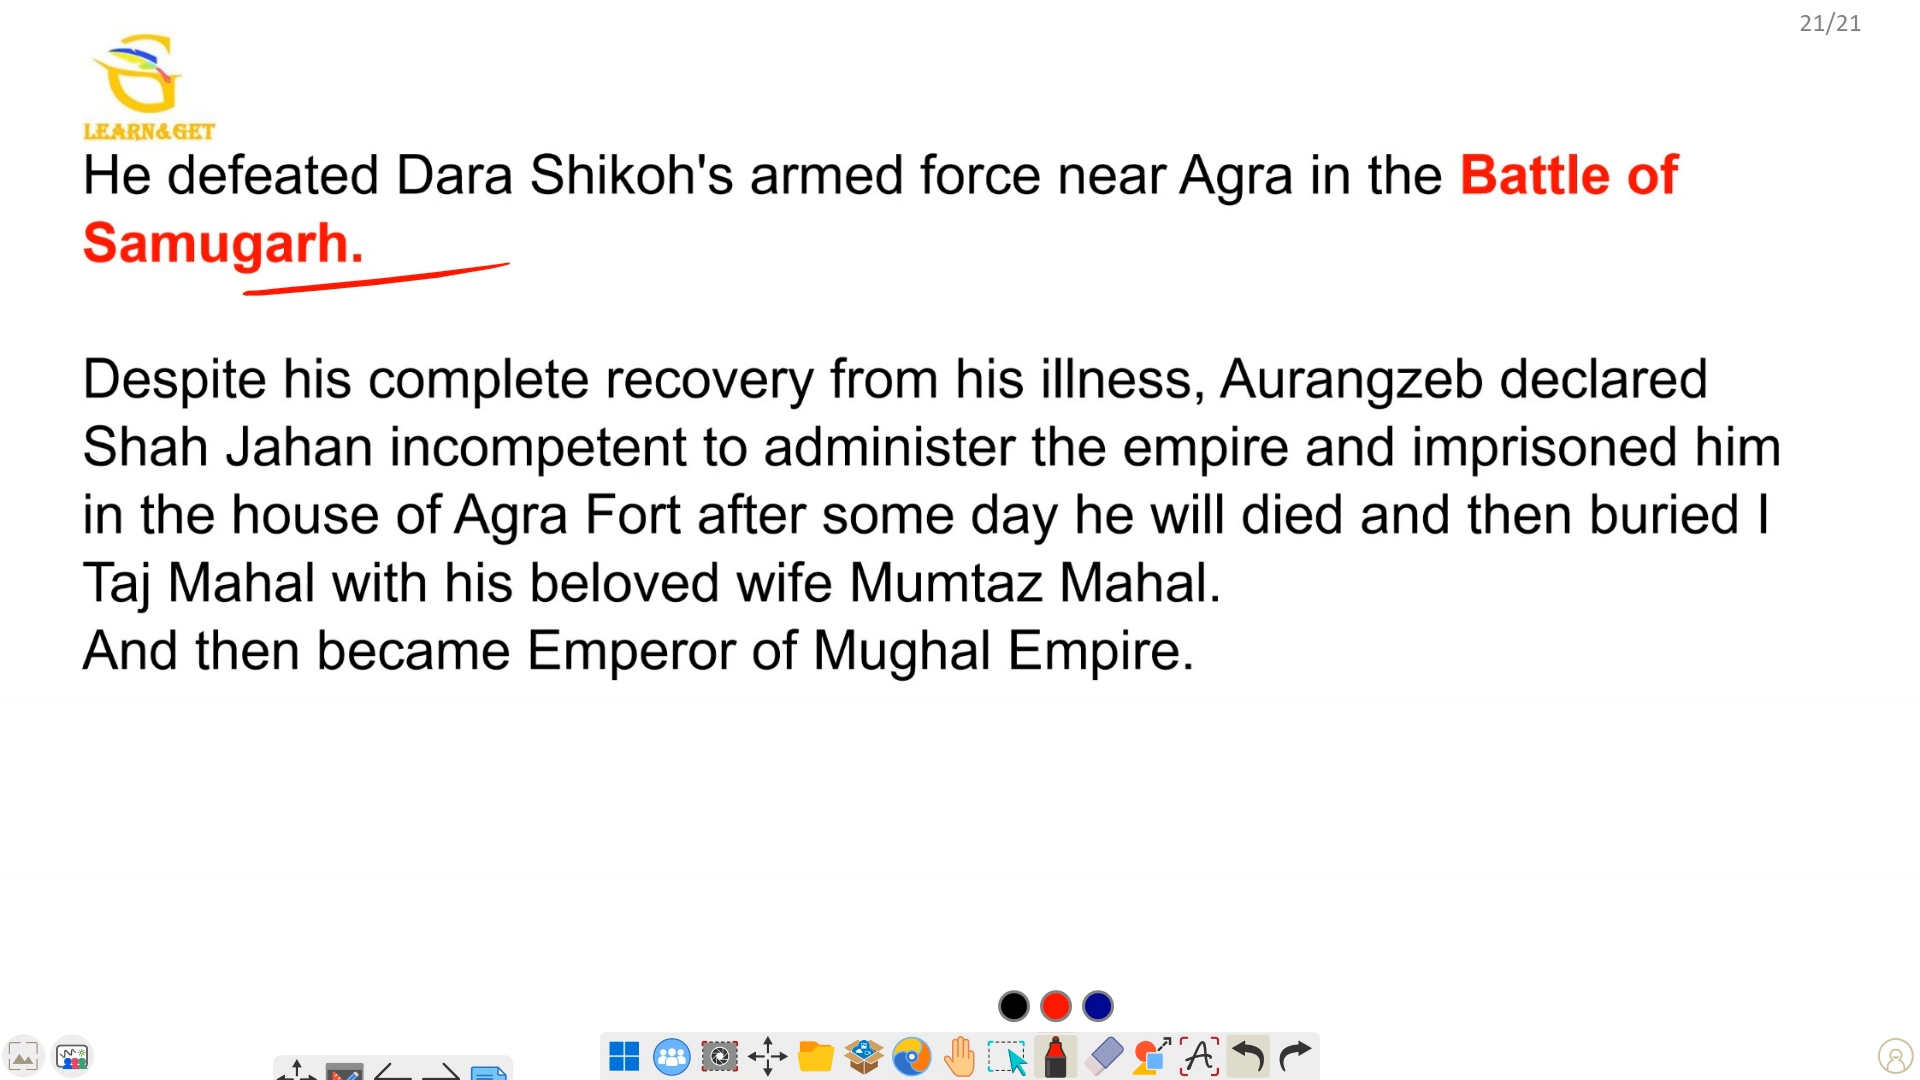 21/21
LEARN&GET
He defeated Dara Shikoh's armed force near Agra in the Battle of
Samugarh.
Despite his complete recovery from his illness, Aurangzeb declared
Shah Jahan incompetent to administer the empire and imprisoned him
in the house of Agra Fort after some day he will died and then buried I
Taj Mahal with his beloved wife Mumtaz Mahal.
And then became Emperor of Mughal Empire.